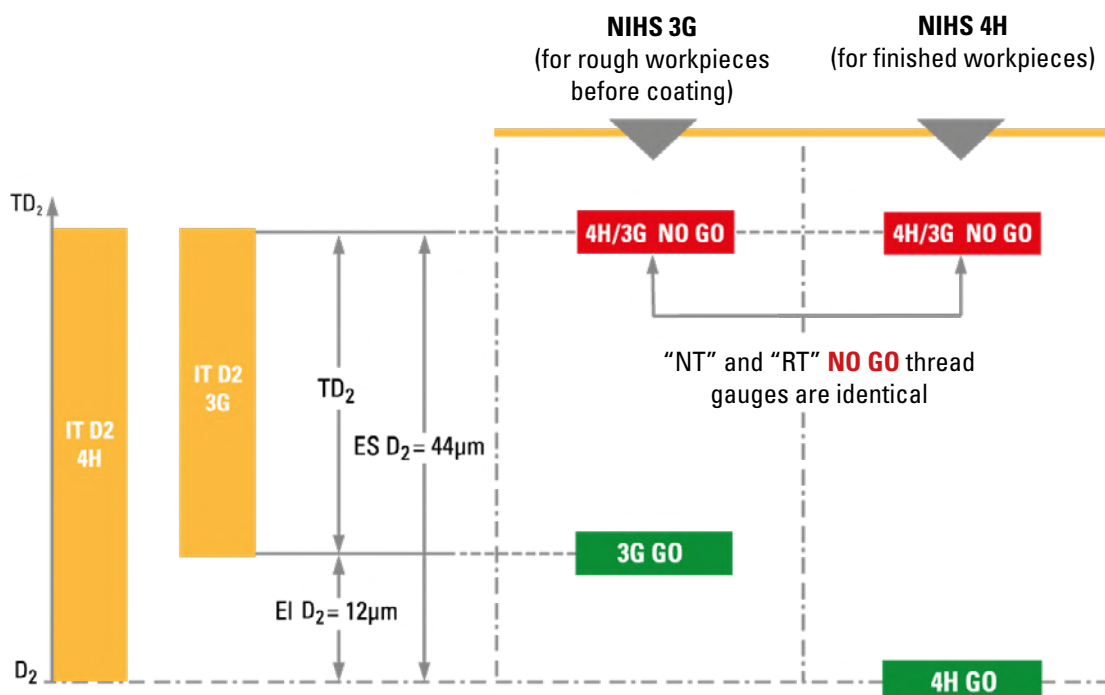 NIHS 3G
(for rough workpieces
before coating)
NIHS 4H
(for finished workpieces)
TD₂
4H/3G NO GO
4H/3G NO GO
“NT” and “RT” NO GO thread
gauges are identical
IT D2
3G
TD₂
IT D2
4H
ES D₂ = 44µm
3G GO
EI D₂ = 12µm
D₂
4H GO